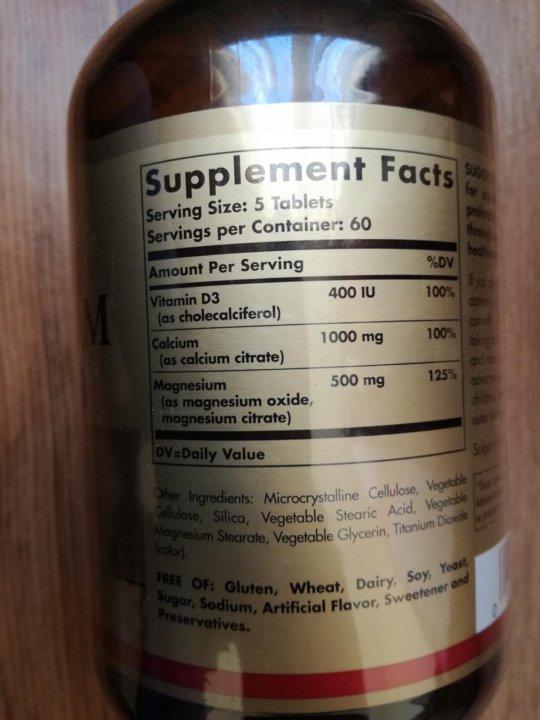 Supplement Facts
Serving Size: 5 Tablets
Servings per Container: 60
Amount Per Serving %DV
Vitamin D3 400 IU 100%
(as cholecalciferol)
Calcium 1000 mg 100%
(as calcium citrate)
Magnesium 500 mg 125%
(as magnesium oxide,
magnesium citrate)
DV=Daily Value
Other Ingredients: Microcrystalline Cellulose, Vegetable
Cellulose, Silica, Vegetable Stearic Acid, Vegetable
Magnesium Stearate, Vegetable Glycerin, Titanium Dioxide
(color).
FREE OF: Gluten, Wheat, Dairy, Soy, Yeast,
Sugar, Sodium, Artificial Flavor, Sweetener and
Preservatives.
M